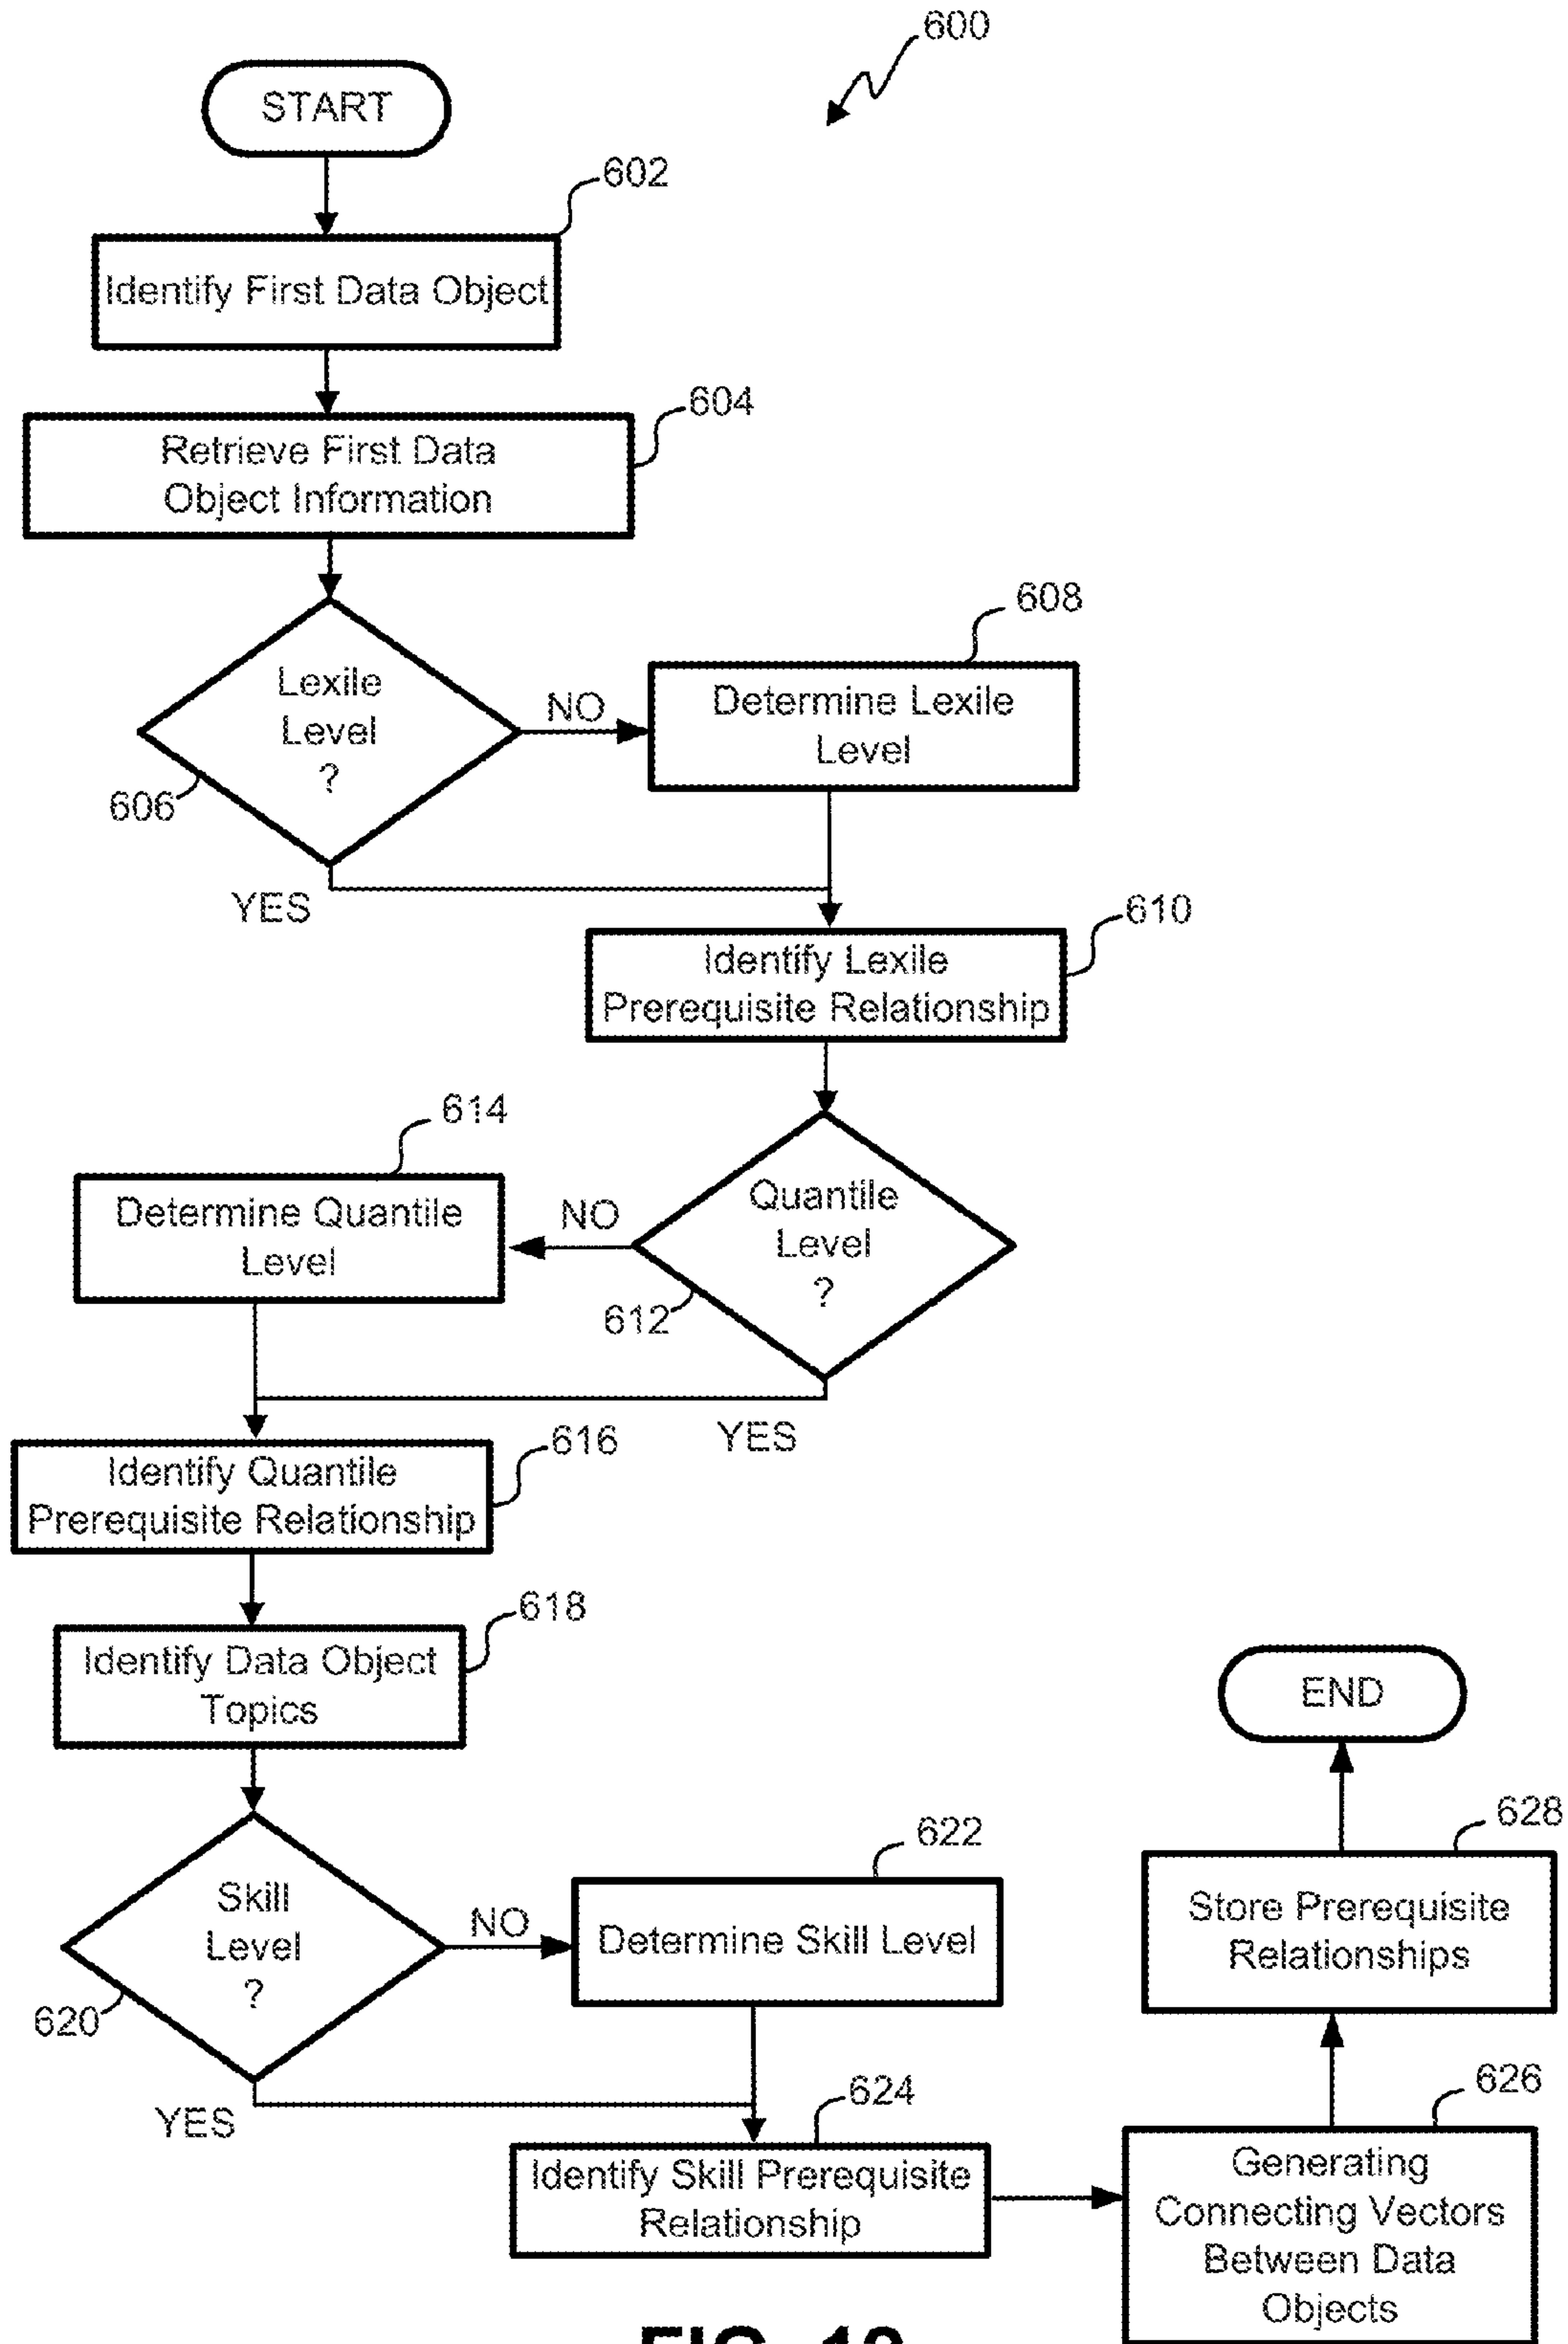 600
START
602
Identify First Data Object
604
Retrieve First Data
Object Information
608
Lexile
Level
?
NO
Determine Lexile
Level
606
YES
610
Identify Lexile
Prerequisite Relationship
614
Determine Quantile
Level
NO
Quantile
Level
?
612
YES
616
Identify Quantile
Prerequisite Relationship
618
Identify Data Object
Topics
END
628
622
Skill
Level
?
NO
Determine Skill Level
Store Prerequisite
Relationships
620
YES
624
626
Identify Skill Prerequisite
Relationship
Generating
Connecting Vectors
Between Data
Objects